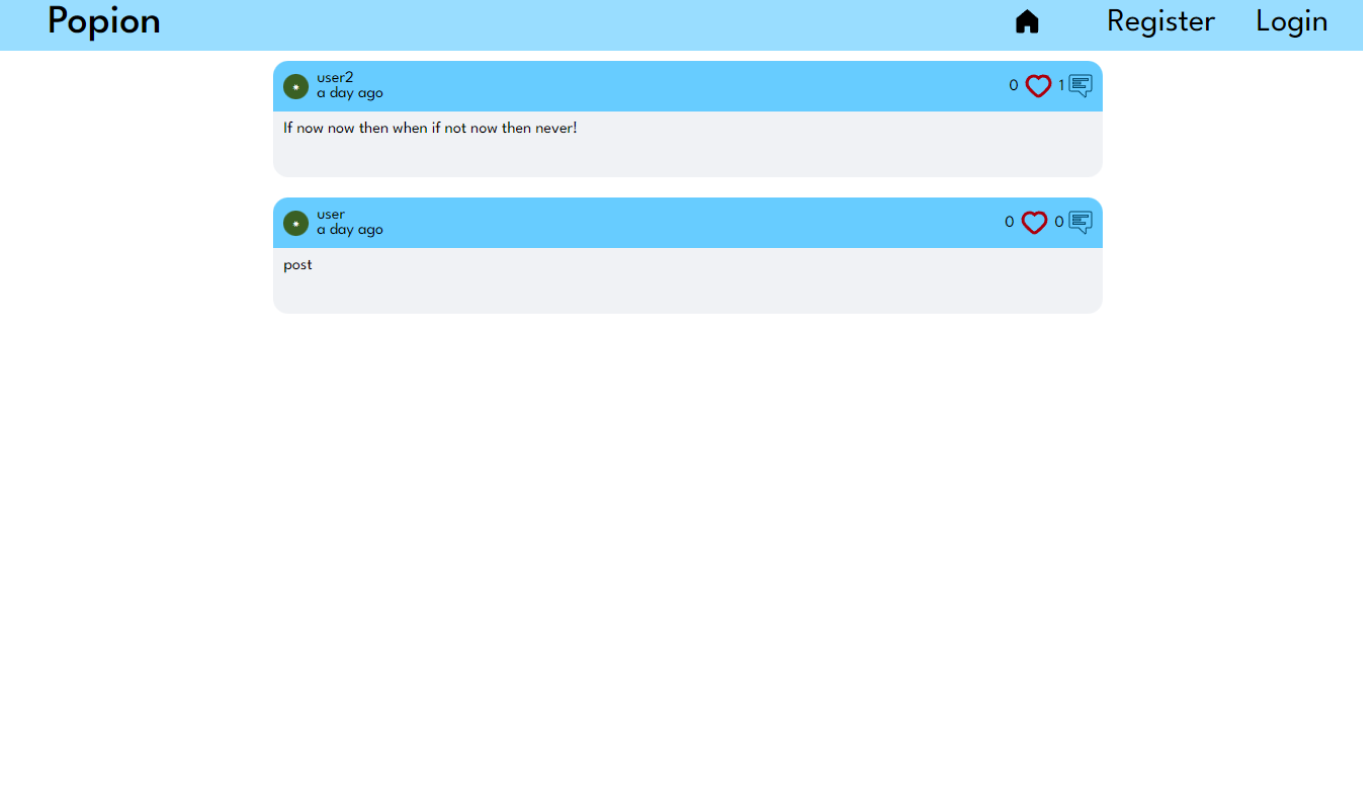 Popion
Register
Login
user2
a day ago
0
1
If now now then when if not now then never!
user
a day ago
0
0
post